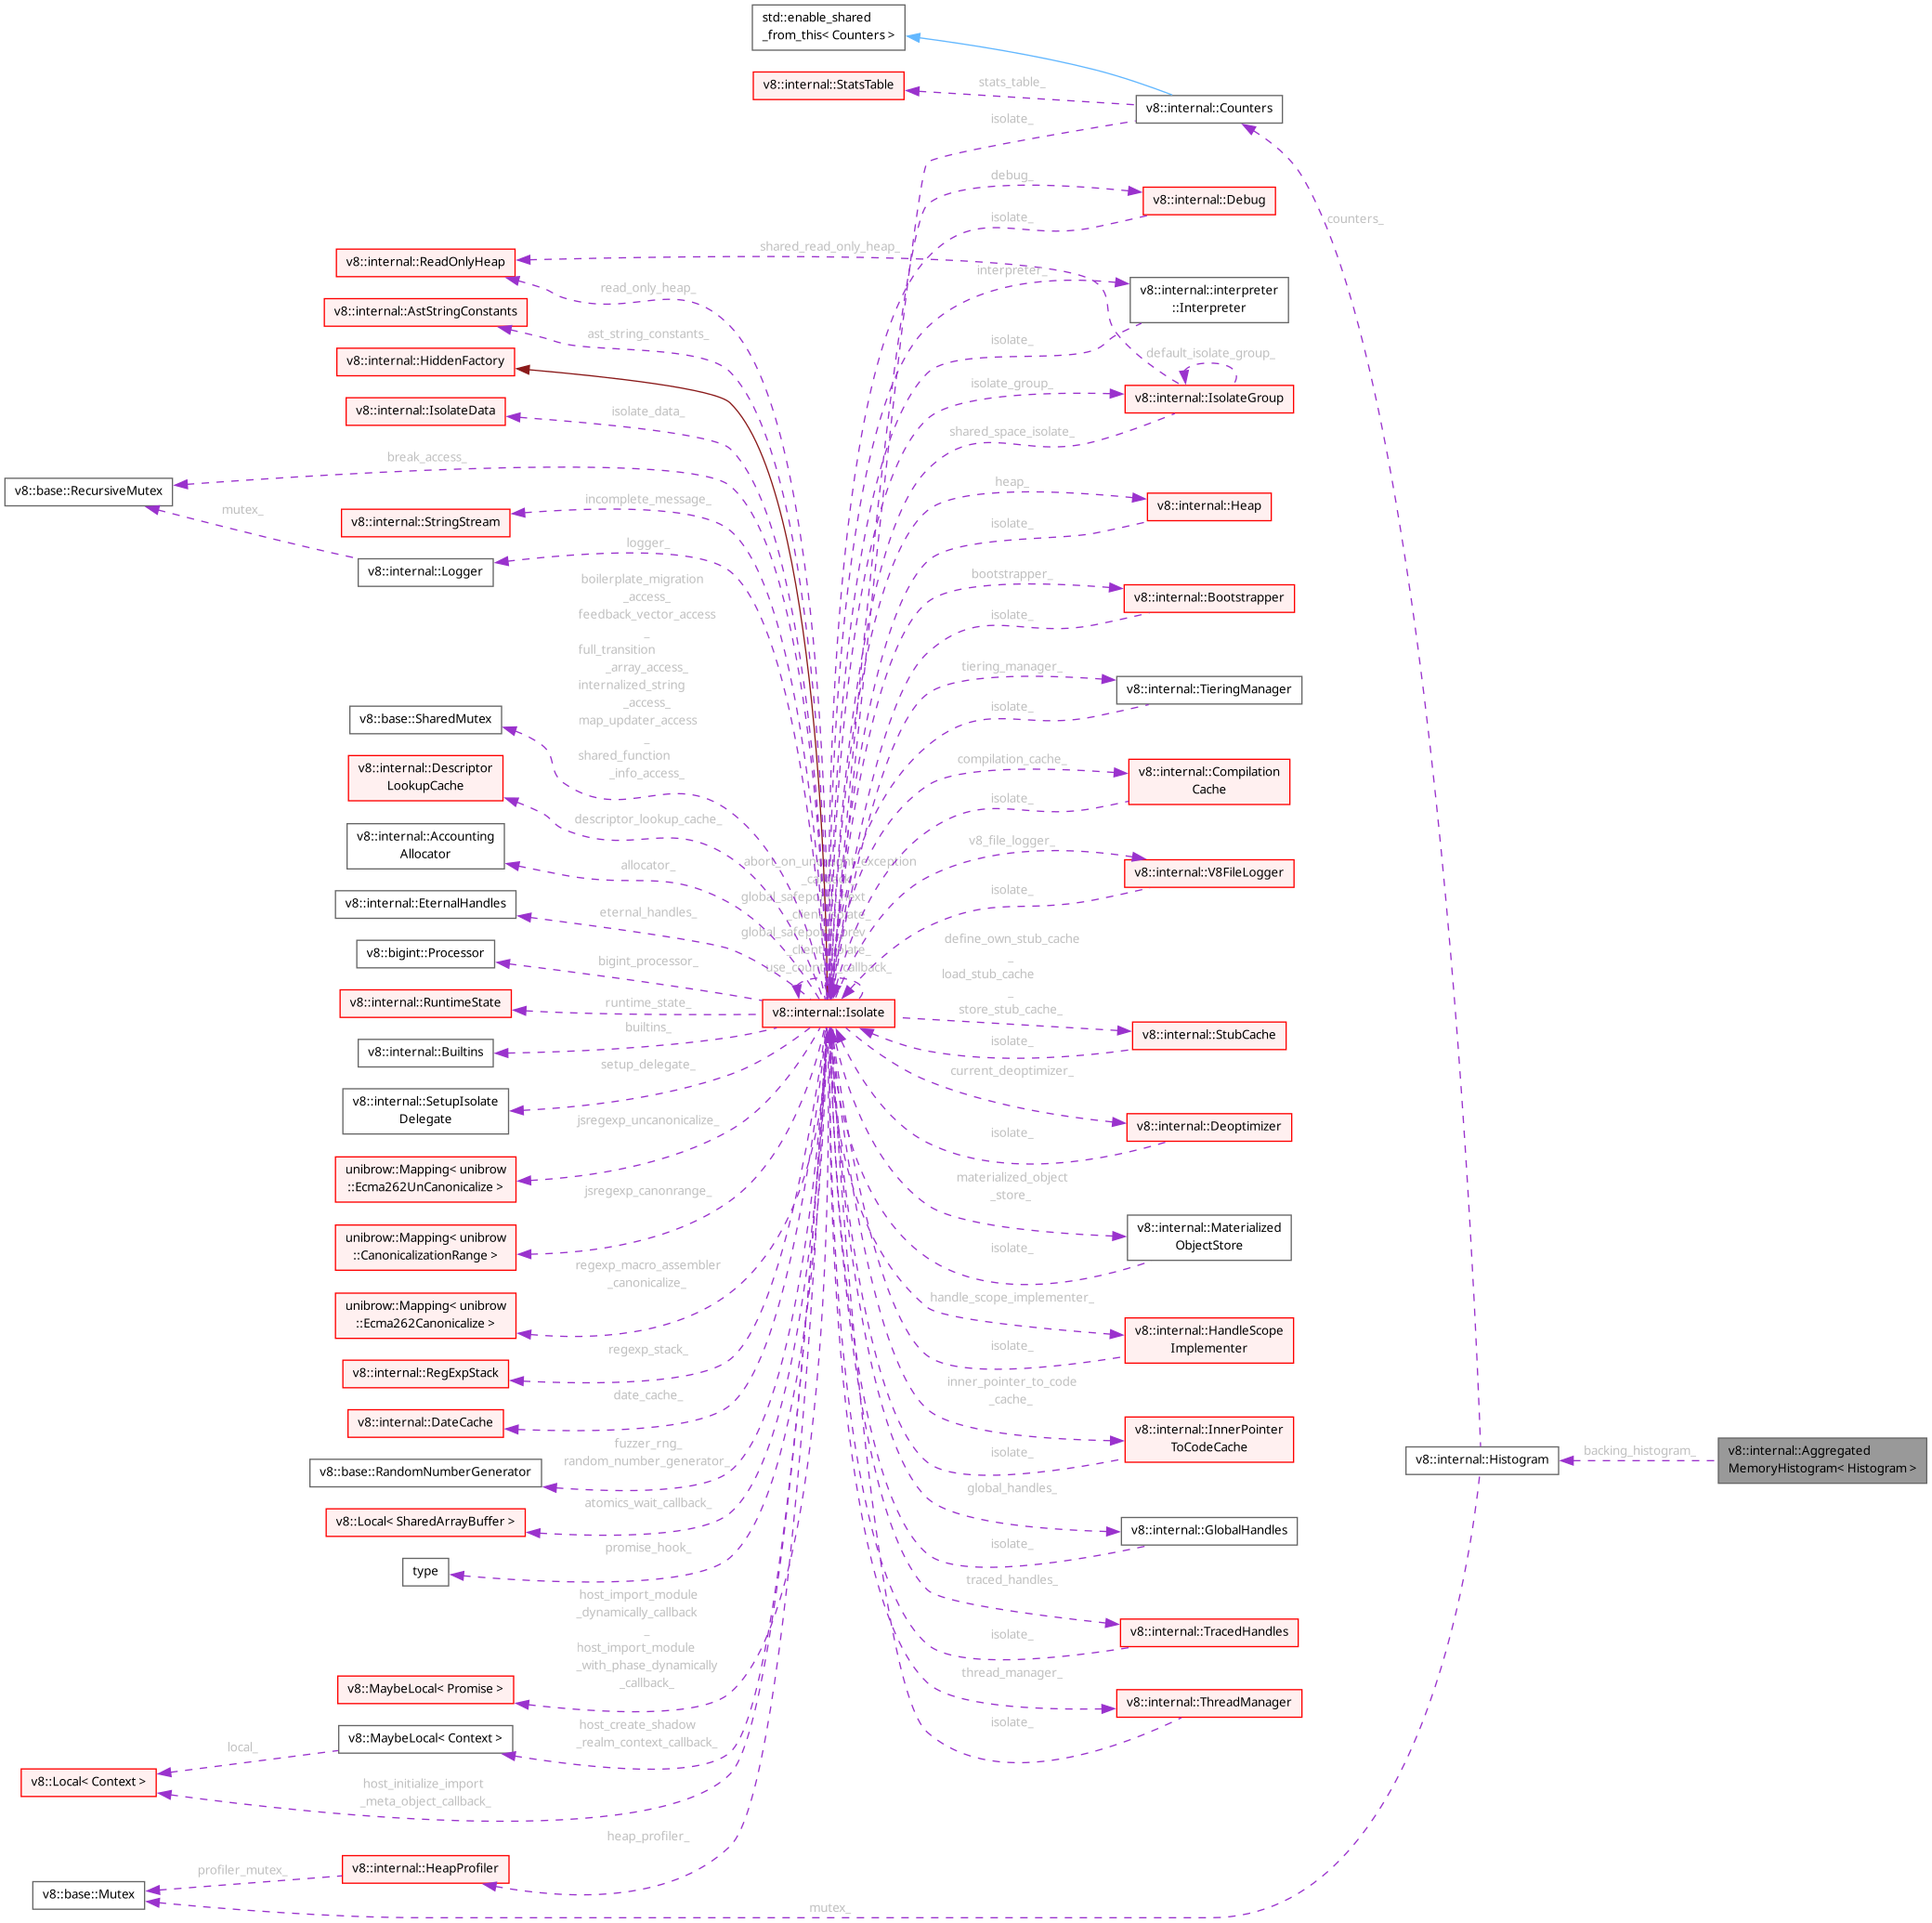 std::enable_shared
_from_this< Counters >
v8::internal::StatsTable
stats_table_
v8::internal::Counters
isolate_
debug_
v8::internal::Debug
isolate_
counters_
shared_read_only_heap_
v8::internal::ReadOnlyHeap
read_only_heap_
interpreter_
v8::internal::interpreter
::Interpreter
v8::internal::AstStringConstants
ast_string_constants_
isolate_
v8::internal::HiddenFactory
default_isolate_group_
isolate_group_
v8::internal::IsolateGroup
v8::internal::IsolateData
isolate_data_
shared_space_isolate_
break_access_
v8::base::RecursiveMutex
mutex_
incomplete_message_
v8::internal::StringStream
heap_
v8::internal::Heap
isolate_
logger_
v8::internal::Logger
boilerplate_migration
_access_
feedback_vector_access
_
full_transition
_array_access_
internalized_string
_access_
map_updater_access
_
shared_function
_info_access_
bootstrapper_
v8::internal::Bootstrapper
isolate_
tiering_manager_
v8::internal::TieringManager
isolate_
v8::base::SharedMutex
v8::internal::Descriptor
LookupCache
descriptor_lookup_cache_
compilation_cache_
v8::internal::Compilation
Cache
isolate_
v8::internal::Accounting
Allocator
allocator_
v8_file_logger_
v8::internal::V8FileLogger
isolate_
v8::internal::EternalHandles
eternal_handles_
v8::bigint::Processor
bigint_processor_
define_own_stub_cache
_
load_stub_cache
_
store_stub_cache_
v8::internal::RuntimeState
runtime_state_
v8::internal::Isolate
v8::internal::StubCache
isolate_
v8::internal::Builtins
builtins_
current_deoptimizer_
v8::internal::SetupIsolate
Delegate
setup_delegate_
v8::internal::Deoptimizer
isolate_
jsregexp_uncanonicalize_
unibrow::Mapping< unibrow
::Ecma262UnCanonicalize >
materialized_object
_store_
jsregexp_canonrange_
unibrow::Mapping< unibrow
::CanonicalizationRange >
v8::internal::Materialized
ObjectStore
isolate_
regexp_macro_assembler
_canonicalize_
unibrow::Mapping< unibrow
::Ecma262Canonicalize >
handle_scope_implementer_
v8::internal::HandleScope
Implementer
isolate_
regexp_stack_
v8::internal::RegExpStack
date_cache_
v8::internal::DateCache
inner_pointer_to_code
_cache_
v8::internal::InnerPointer
ToCodeCache
isolate_
fuzzer_rng_
random_number_generator_
v8::base::RandomNumberGenerator
v8::internal::Histogram
backing_histogram_
v8::internal::Aggregated
MemoryHistogram< Histogram >
global_handles_
v8::internal::GlobalHandles
isolate_
atomics_wait_callback_
v8::Local< SharedArrayBuffer >
promise_hook_
type
traced_handles_
v8::internal::TracedHandles
isolate_
host_import_module
_dynamically_callback
_
host_import_module
_with_phase_dynamically
_callback_
v8::MaybeLocal< Promise >
thread_manager_
v8::internal::ThreadManager
isolate_
host_create_shadow
_realm_context_callback_
v8::MaybeLocal< Context >
local_
v8::Local< Context >
host_initialize_import
_meta_object_callback_
heap_profiler_
v8::internal::HeapProfiler
profiler_mutex_
v8::base::Mutex
mutex_